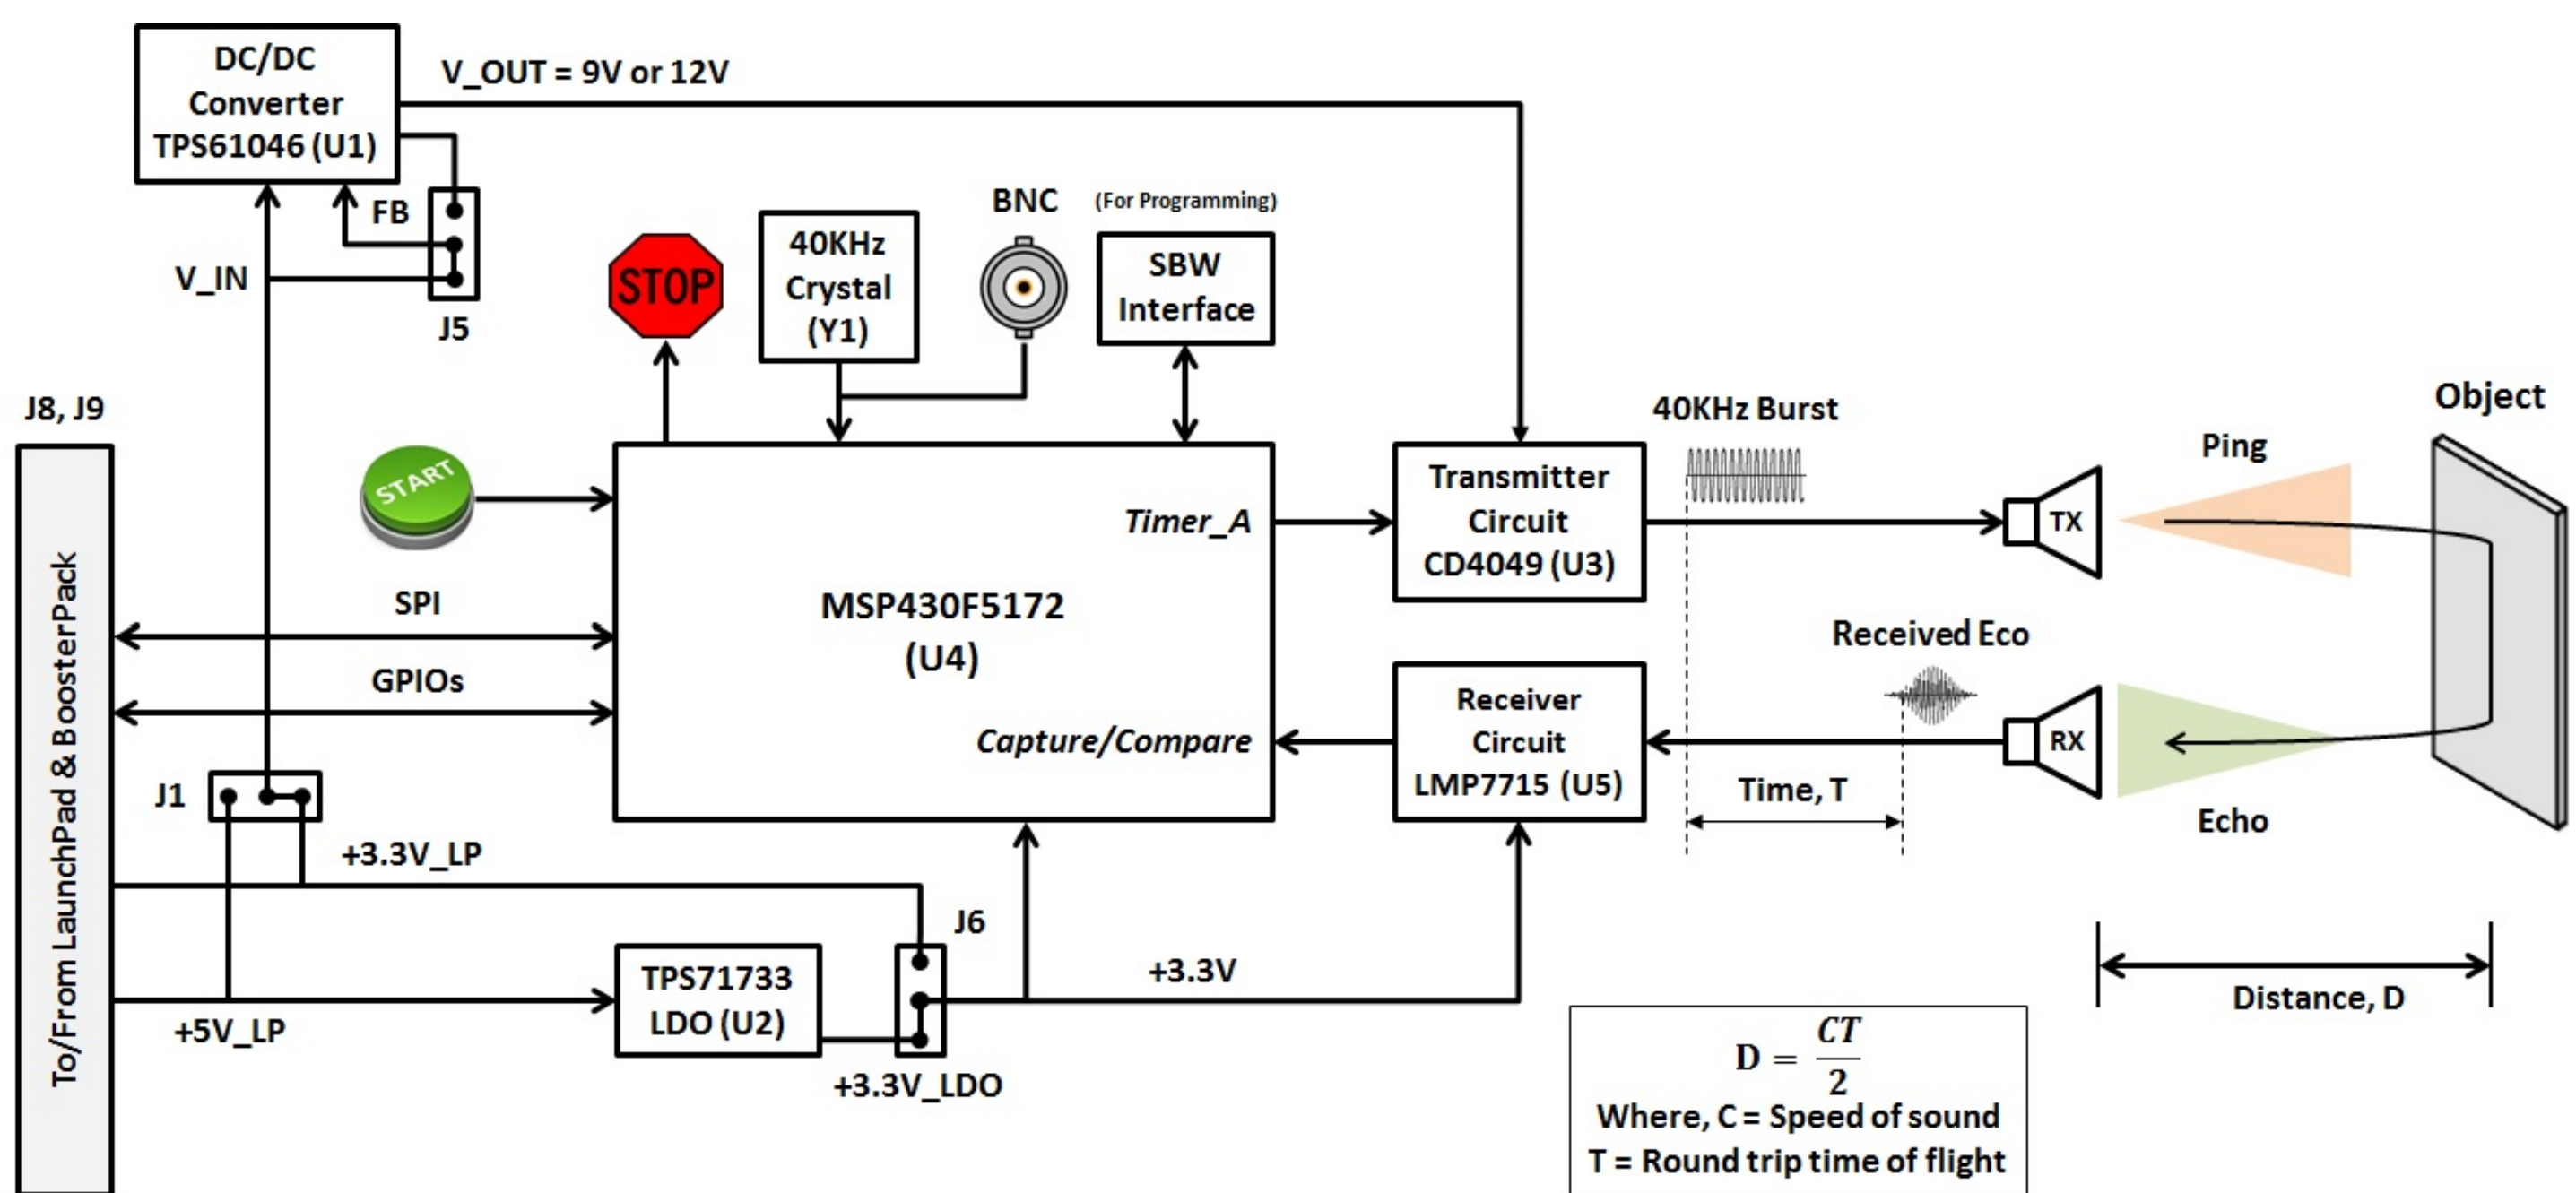 DC/DC
Converter
TPS61046 (U1)
V_OUT = 9V or 12V
FB
V_IN
J5
STOP
40KHz
Crystal
(Y1)
BNC
(For Programming)
SBW
Interface
J8, J9
To/From LaunchPad & BoosterPack
START
SPI
GPIOs
MSP430F5172
(U4)
Timer_A
Capture/Compare
Transmitter
Circuit
CD4049 (U3)
40KHz Burst
TX
Ping
Object
Receiver
Circuit
LMP7715 (U5)
Received Eco
Time, T
RX
Echo
J1
+3.3V_LP
+5V_LP
TPS71733
LDO (U2)
J6
+3.3V_LDO
+3.3V
Distance, D
D = CT/2
Where, C = Speed of sound
T = Round trip time of flight